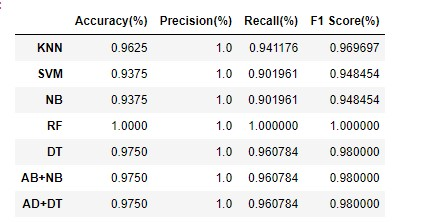 Accuracy(%) Precision(%) Recall(%) F1 Score(%)
KNN 0.9625 1.0 0.941176 0.969697
SVM 0.9375 1.0 0.901961 0.948454
NB 0.9375 1.0 0.901961 0.948454
RF 1.0000 1.0 1.000000 1.000000
DT 0.9750 1.0 0.960784 0.980000
AB+NB 0.9750 1.0 0.960784 0.980000
AD+DT 0.9750 1.0 0.960784 0.980000